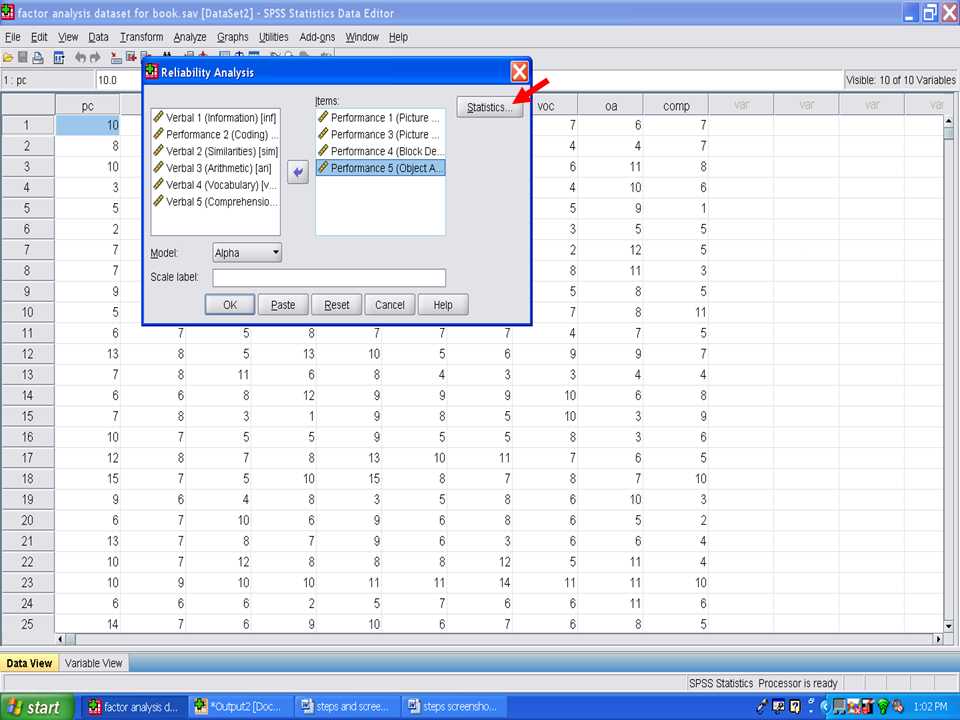 factor analysis dataset for book.sav [DataSet2] - SPSS Statistics Data Editor
File Edit View Data Transform Analyze Graphs Utilities Add-ons Window Help
1 : pc 10.0 Visible: 10 of 10 Variables
Reliability Analysis
Items:
Statistics...
Verbal 1 (Information) [inf]
Performance 2 (Coding) ...
Verbal 2 (Similarities) [sim]
Verbal 3 (Arithmetic) [ari]
Verbal 4 (Vocabulary) [v...
Verbal 5 (Comprehensio...
Performance 1 (Picture ...
Performance 3 (Picture ...
Performance 4 (Block De...
Performance 5 (Object A...
Model: Alpha
Scale label:
OK Paste Reset Cancel Help
pc voc oa comp var var var var
1 10 7 6 7
2 8 4 4 7
3 10 6 11 8
4 3 4 10 6
5 5 5 9 1
6 2 3 5 5
7 7 2 12 5
8 7 8 11 3
9 9 5 8 5
10 5 7 8 11
11 6 7 5 8 7 7 7 4 7 5
12 13 8 5 13 10 5 6 9 9 7
13 7 8 11 6 8 4 3 3 4 4
14 6 6 8 12 9 9 9 10 6 8
15 7 8 3 1 9 8 5 10 3 9
16 10 7 5 5 9 5 5 8 3 6
17 12 8 7 8 13 10 11 7 6 5
18 15 7 5 10 15 8 7 8 7 10
19 9 6 4 8 3 5 8 6 10 3
20 6 7 10 6 9 6 8 6 5 2
21 13 7 8 7 9 6 3 6 6 4
22 10 7 12 8 8 8 12 5 11 4
23 10 9 10 10 11 11 14 11 11 10
24 6 6 6 2 5 7 6 6 11 6
25 14 7 6 9 10 6 7 6 8 5
Data View Variable View
SPSS Statistics Processor is ready
start factor analysis d... *Output2 [Doc... steps and scree... steps screensho... 1:02 PM